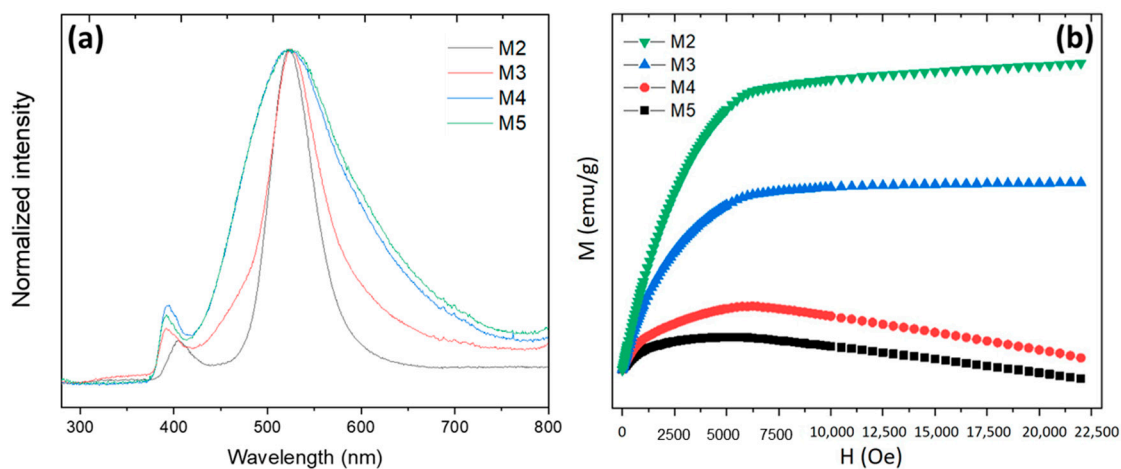 (a)
M2
M3
M4
M5
Normalized intensity
300 400 500 600 700 800
Wavelength (nm)
(b)
M2
M3
M4
M5
M (emu/g)
0 2500 5000 7500 10,000 12,500 15,000 17,500 20,000 22,500
H (Oe)